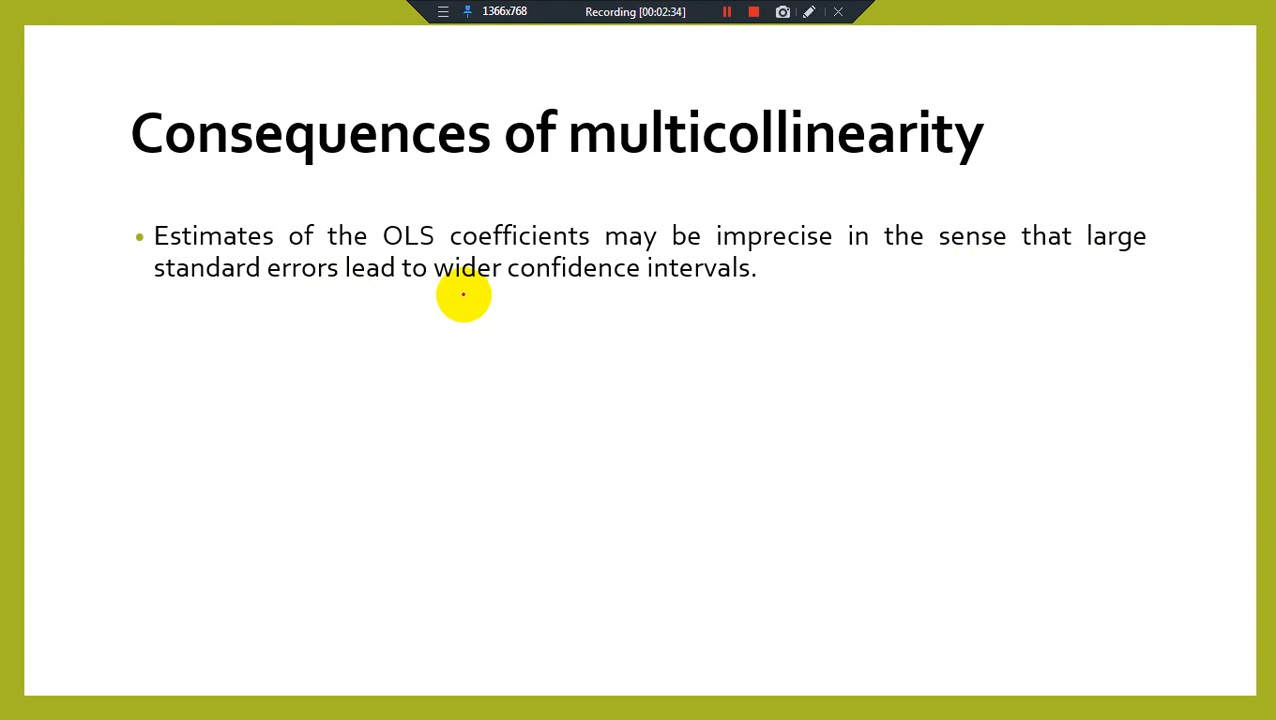 1366x768 Recording [00:02:34]
Consequences of multicollinearity
• Estimates of the OLS coefficients may be imprecise in the sense that large
standard errors lead to wider confidence intervals.